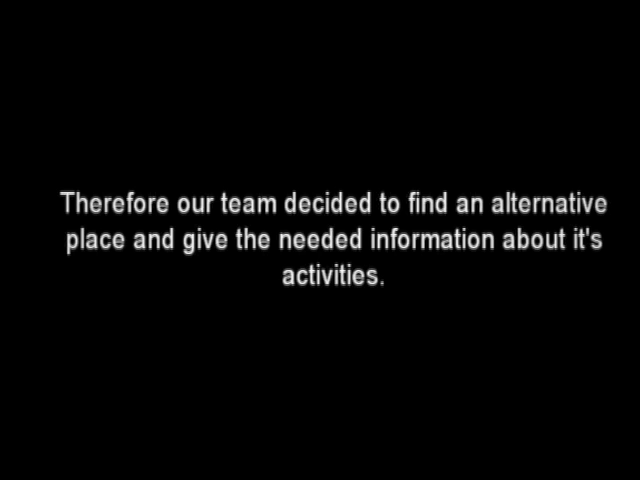 Therefore our team decided to find an alternative
place and give the needed information about it's
activities.